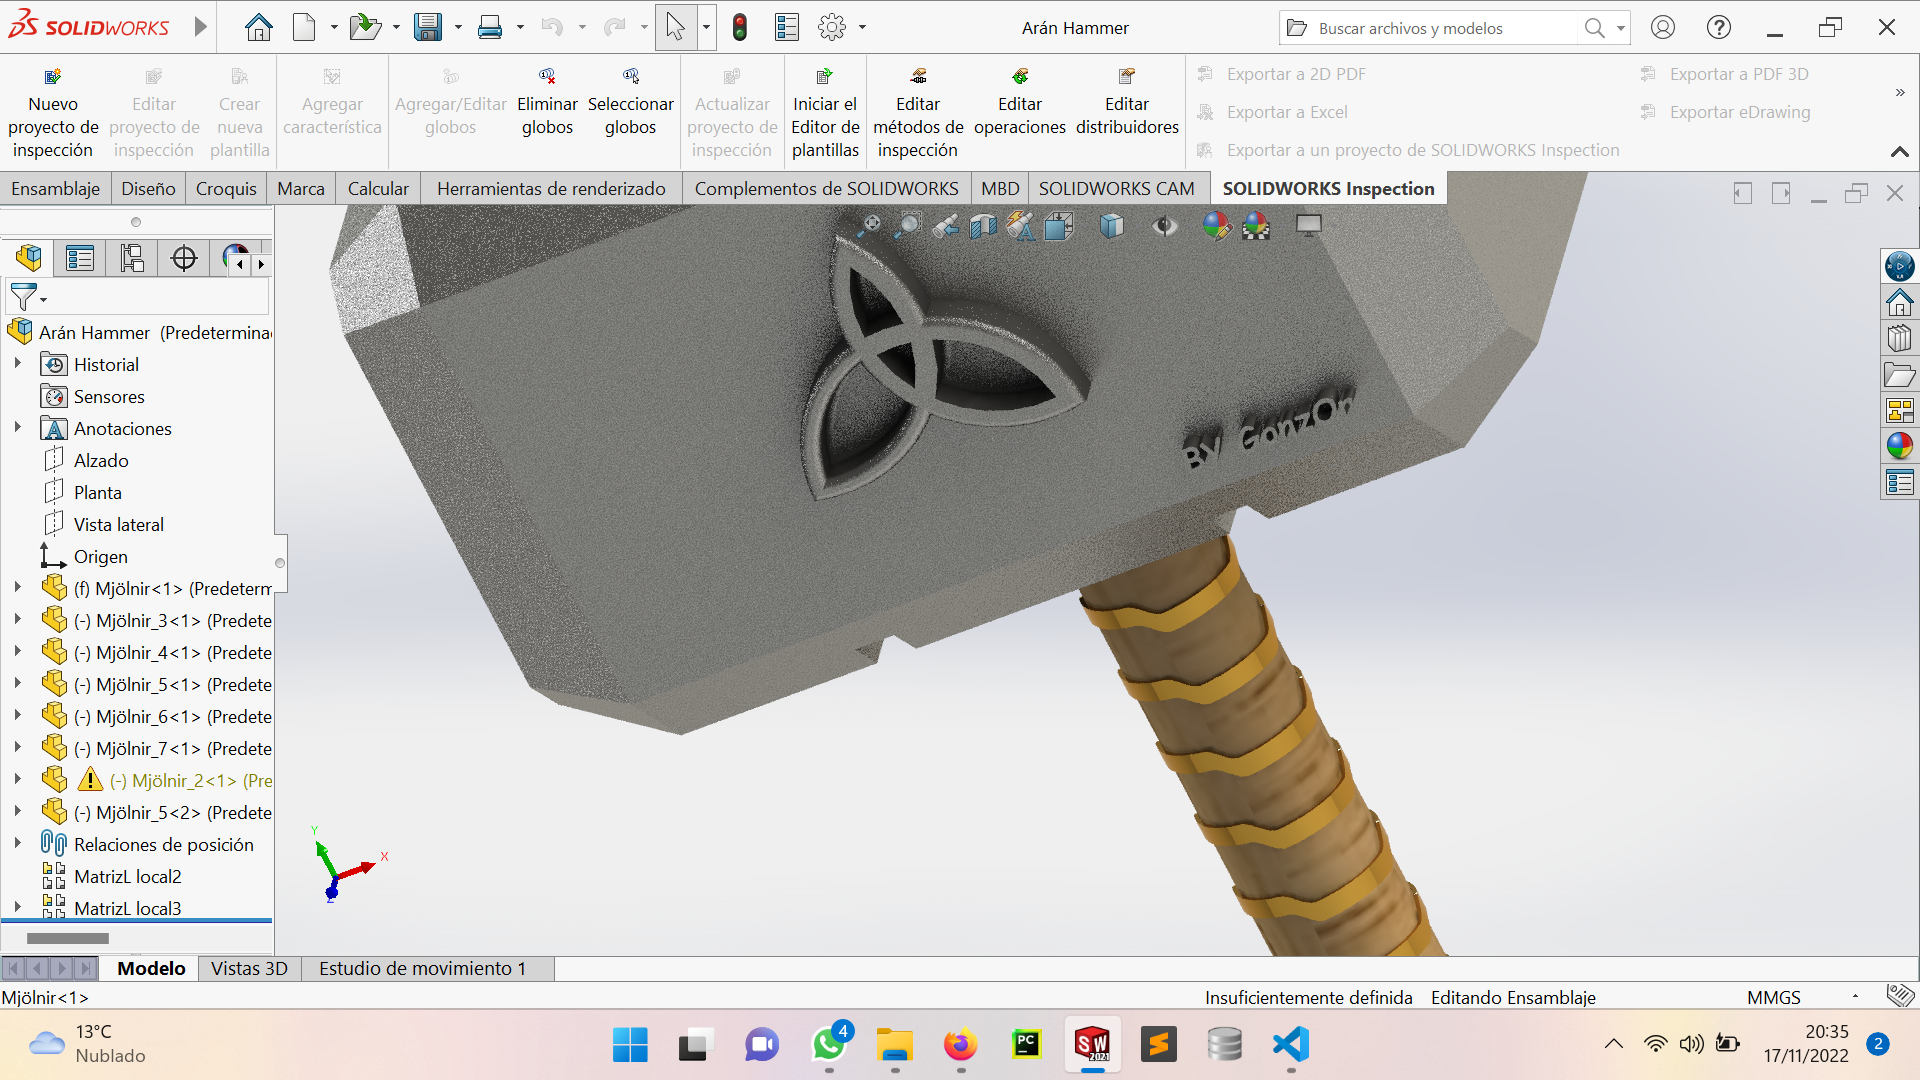 SOLIDWORKS
Arán Hammer
Buscar archivos y modelos
Nuevo proyecto de inspección
Editar proyecto de inspección
Crear nueva plantilla
Agregar característica
Agregar/Editar globos
Eliminar globos
Seleccionar globos
Actualizar proyecto de inspección
Iniciar el Editor de plantillas
Editar métodos de inspección
Editar operaciones
Editar distribuidores
Exportar a 2D PDF
Exportar a Excel
Exportar a un proyecto de SOLIDWORKS Inspection
Exportar a PDF 3D
Exportar eDrawing
Ensamblaje
Diseño
Croquis
Marca
Calcular
Herramientas de renderizado
Complementos de SOLIDWORKS
MBD
SOLIDWORKS CAM
SOLIDWORKS Inspection
Arán Hammer (Predetermina
Historial
Sensores
Anotaciones
Alzado
Planta
Vista lateral
Origen
(f) Mjölnir<1> (Predeterm
(-) Mjölnir_3<1> (Predete
(-) Mjölnir_4<1> (Predete
(-) Mjölnir_5<1> (Predete
(-) Mjölnir_6<1> (Predete
(-) Mjölnir_7<1> (Predete
(-) Mjölnir_2<1> (Pre
(-) Mjölnir_5<2> (Predete
Relaciones de posición
MatrizL local2
MatrizL local3
BY GonzOn
Y
X
Z
Modelo
Vistas 3D
Estudio de movimiento 1
Mjölnir<1>
Insuficientemente definida
Editando Ensamblaje
MMGS
13°C
Nublado
4
PC
SW
2021
20:35
17/11/2022
2